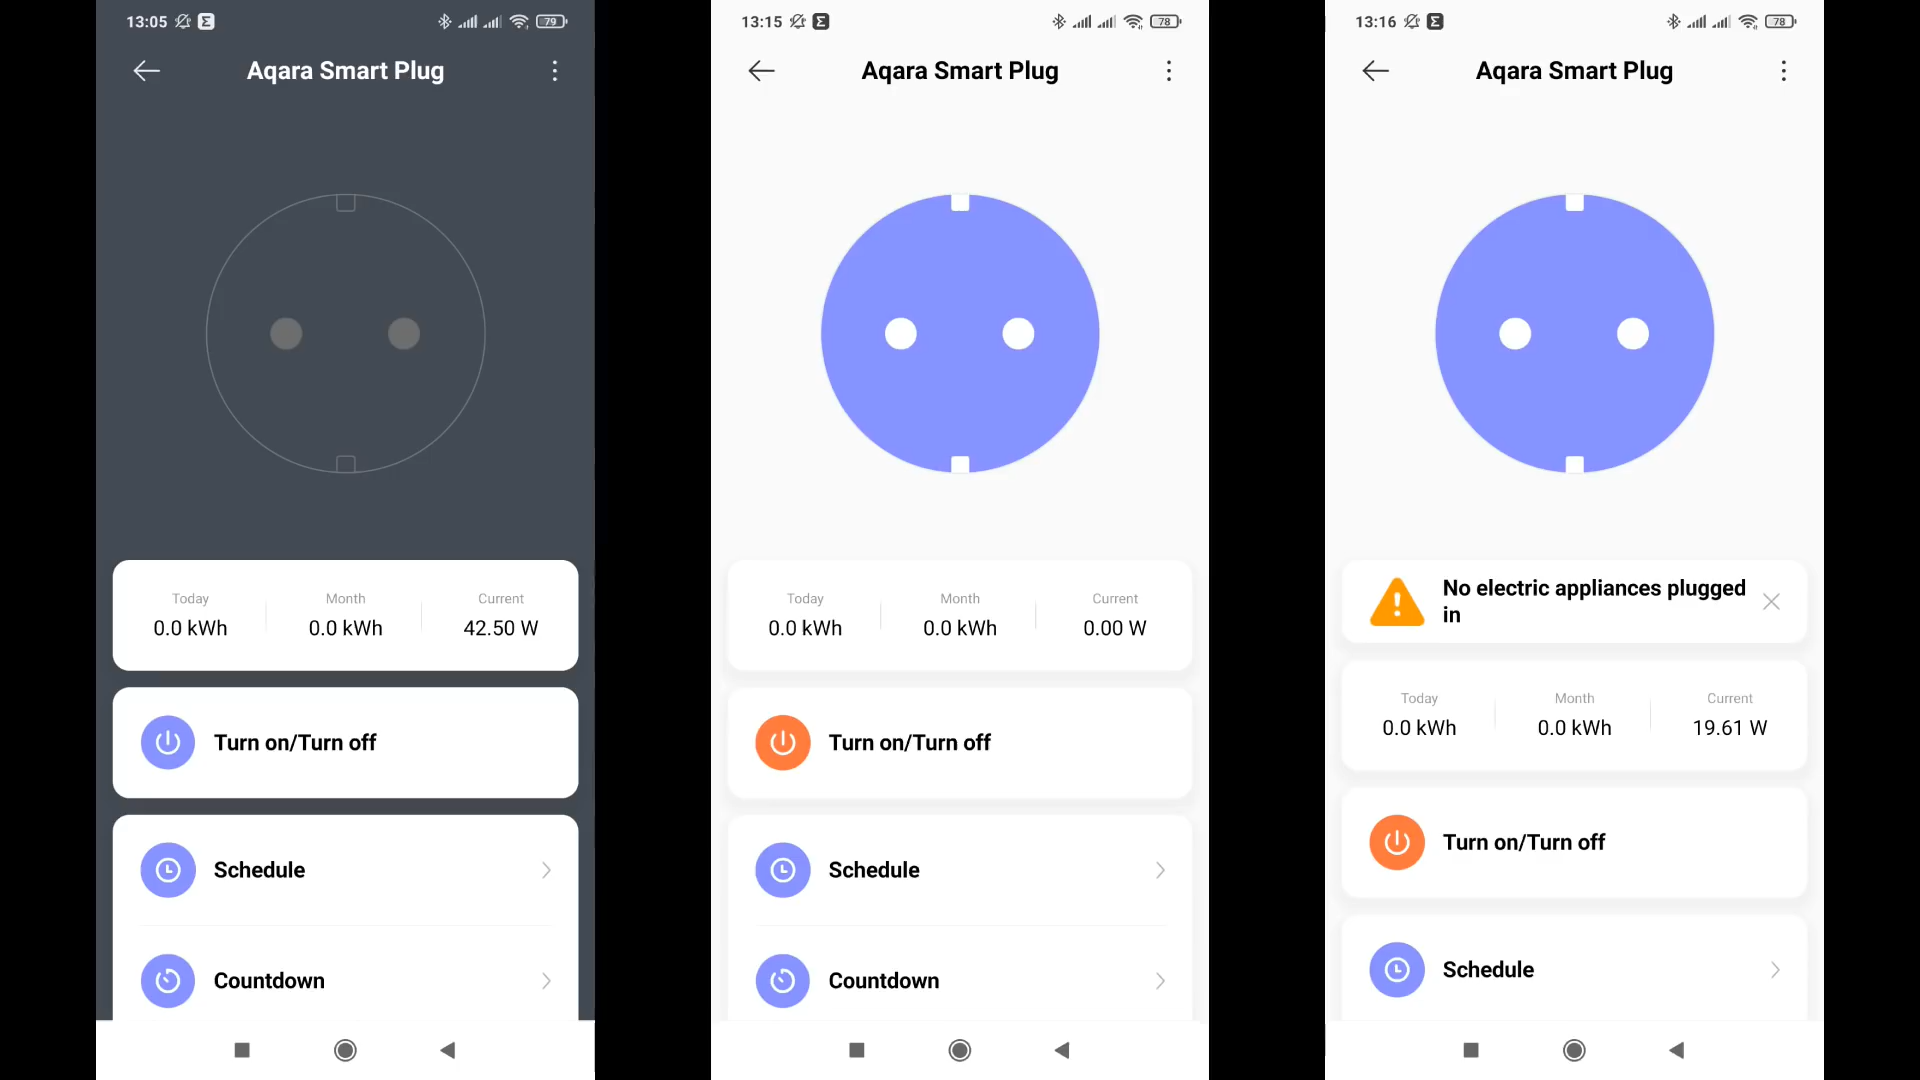 13:05
79
Aqara Smart Plug
Today Month Current
0.0 kWh 0.0 kWh 42.50 W
Turn on/Turn off
Schedule
Countdown
13:15
78
Aqara Smart Plug
Today Month Current
0.0 kWh 0.0 kWh 0.00 W
Turn on/Turn off
Schedule
Countdown
13:16
78
Aqara Smart Plug
No electric appliances plugged
in
Today Month Current
0.0 kWh 0.0 kWh 19.61 W
Turn on/Turn off
Schedule